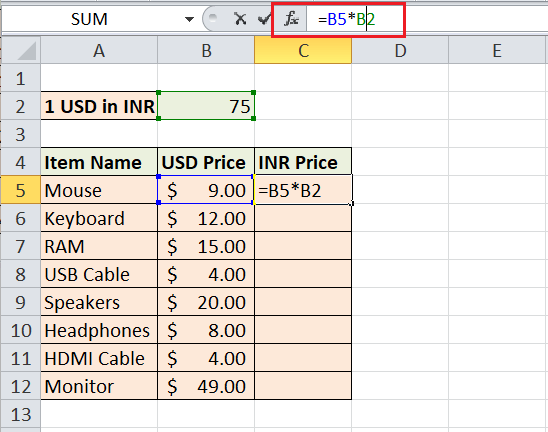 SUM fx =B5*B2
A B C D E
1
2 1 USD in INR 75
3
4 Item Name USD Price INR Price
5 Mouse $ 9.00 =B5*B2
6 Keyboard $ 12.00
7 RAM $ 15.00
8 USB Cable $ 4.00
9 Speakers $ 20.00
10 Headphones $ 8.00
11 HDMI Cable $ 4.00
12 Monitor $ 49.00
13